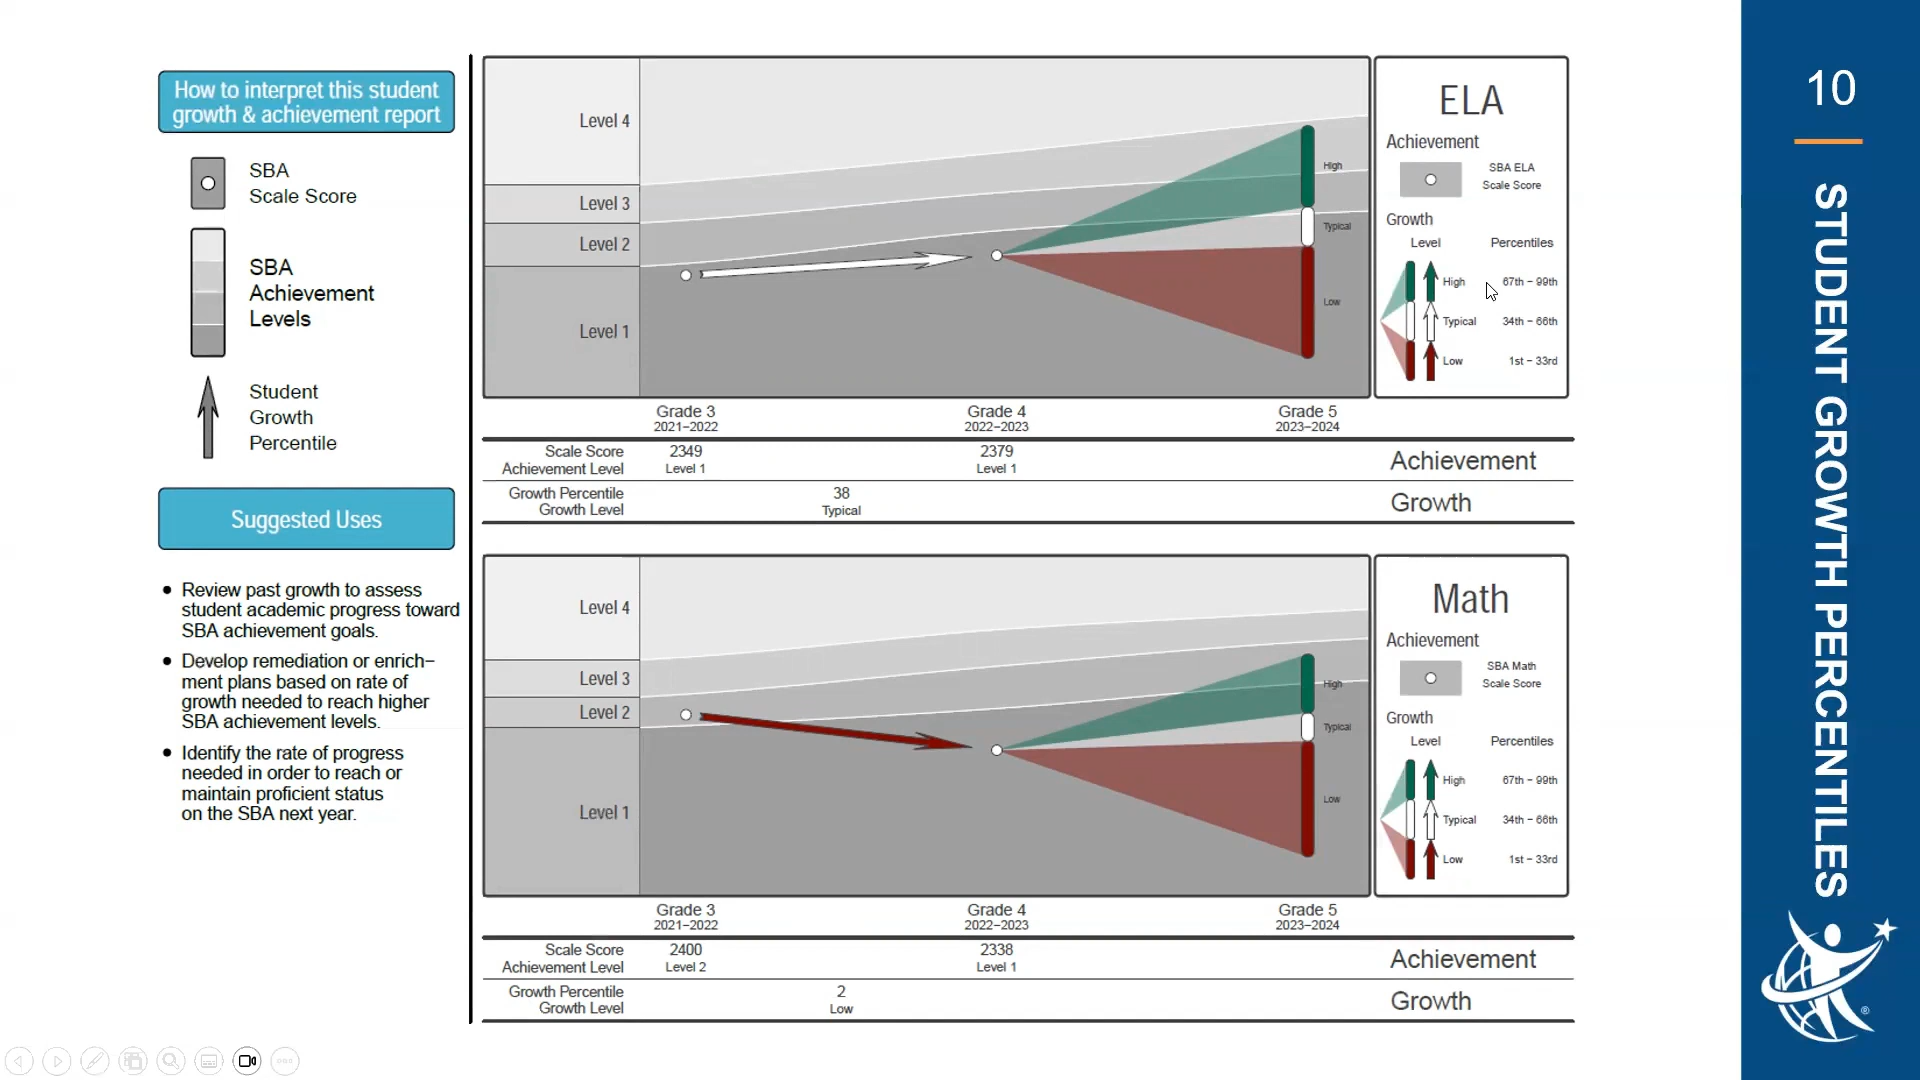 How to interpret this student
growth & achievement report
SBA
Scale Score
SBA
Achievement
Levels
Student
Growth
Percentile
Suggested Uses
• Review past growth to assess
student academic progress toward
SBA achievement goals.
• Develop remediation or enrich−
ment plans based on rate of
growth needed to reach higher
SBA achievement levels.
• Identify the rate of progress
needed in order to reach or
maintain proficient status
on the SBA next year.
Level 4
Level 3
Level 2
Level 1
High
Typical
Low
ELA
Achievement
SBA ELA
Scale Score
Growth
Level Percentiles
High 67th − 99th
Typical 34th − 66th
Low 1st − 33rd
Grade 3 Grade 4 Grade 5
2021−2022 2022−2023 2023−2024
Scale Score 2349 2379
Achievement Level Level 1 Level 1
Achievement
Growth Percentile 38
Growth Level Typical
Growth
Level 4
Level 3
Level 2
Level 1
High
Typical
Low
Math
Achievement
SBA Math
Scale Score
Growth
Level Percentiles
High 67th − 99th
Typical 34th − 66th
Low 1st − 33rd
Grade 3 Grade 4 Grade 5
2021−2022 2022−2023 2023−2024
Scale Score 2400 2338
Achievement Level Level 2 Level 1
Achievement
Growth Percentile 2
Growth Level Low
Growth
10
STUDENT GROWTH PERCENTILES
®